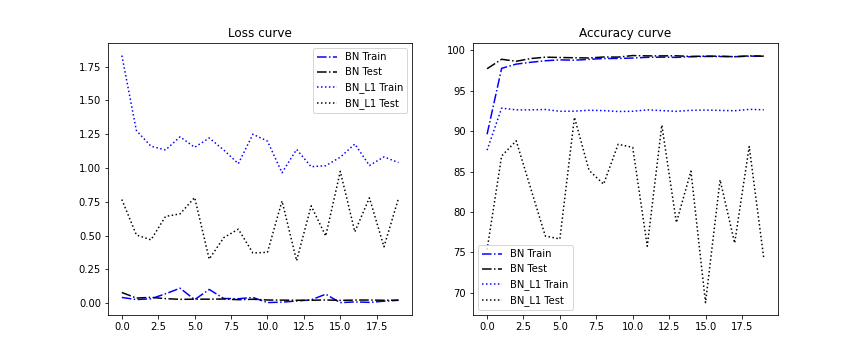 Loss curve
1.75
1.50
1.25
1.00
0.75
0.50
0.25
0.00
0.0 2.5 5.0 7.5 10.0 12.5 15.0 17.5
BN Train
BN Test
BN_L1 Train
BN_L1 Test
Accuracy curve
100
95
90
85
80
75
70
0.0 2.5 5.0 7.5 10.0 12.5 15.0 17.5
BN Train
BN Test
BN_L1 Train
BN_L1 Test